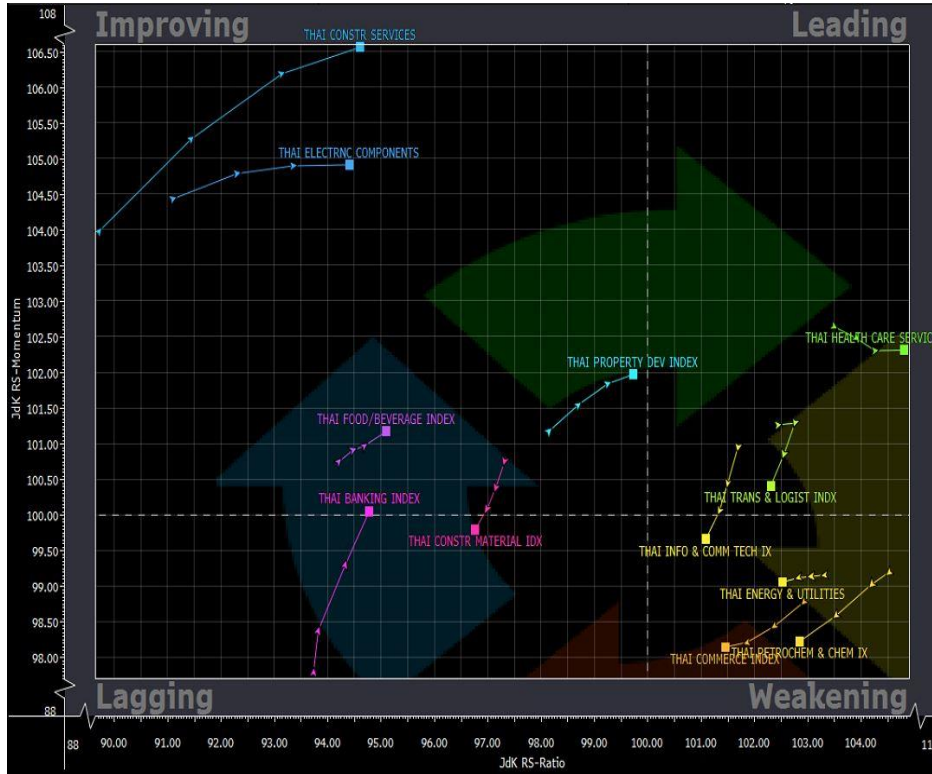 108
Improving
Leading
THAI CONSTR SERVICES
106.50
106.00
105.50
THAI ELECTRNC COMPONENTS
105.00
104.50
104.00
103.50
103.00
JdK RS-Momentum
102.50
THAI HEALTH CARE SERVIC
THAI PROPERTY DEV INDEX
102.00
101.50
THAI FOOD/BEVERAGE INDEX
101.00
100.50
THAI BANKING INDEX
THAI TRANS & LOGIST INDX
100.00
THAI CONSTR MATERIAL IDX
THAI INFO & COMM TECH IX
99.50
99.00
THAI ENERGY & UTILITIES
98.50
THAI PETROCHEM & CHEM IX
THAI COMMERCE INDEX
98.00
Lagging
Weakening
88
88
90.00 91.00 92.00 93.00 94.00 95.00 96.00 97.00 98.00 99.00 100.00 101.00 102.00 103.00 104.00 11
JdK RS-Ratio